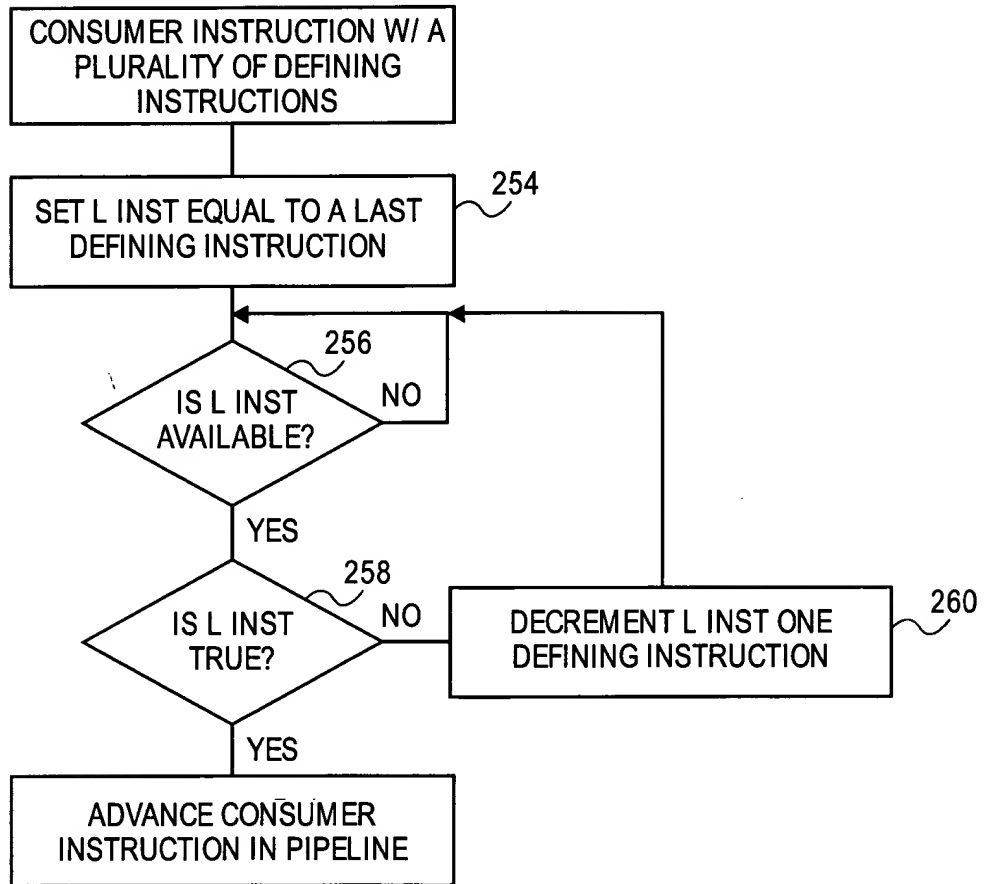 CONSUMER INSTRUCTION W/ A
PLURALITY OF DEFINING
INSTRUCTIONS
254
SET L INST EQUAL TO A LAST
DEFINING INSTRUCTION
256
IS L INST
AVAILABLE?
NO
YES
258
IS L INST
TRUE?
NO
260
DECREMENT L INST ONE
DEFINING INSTRUCTION
YES
ADVANCE CONSUMER
INSTRUCTION IN PIPELINE